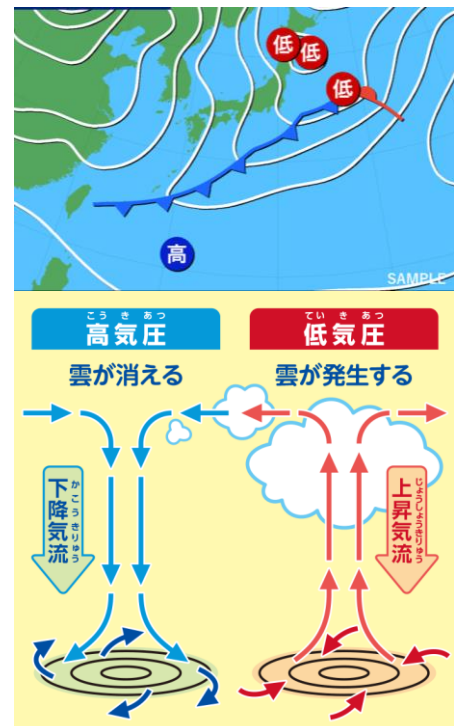 低
低
低
高
SAMPLE
こうきあつ
高気圧
ていきあつ
低気圧
雲が消える
雲が発生する
下降気流
かこうきりゅう
上昇気流
じょうしょうきりゅう